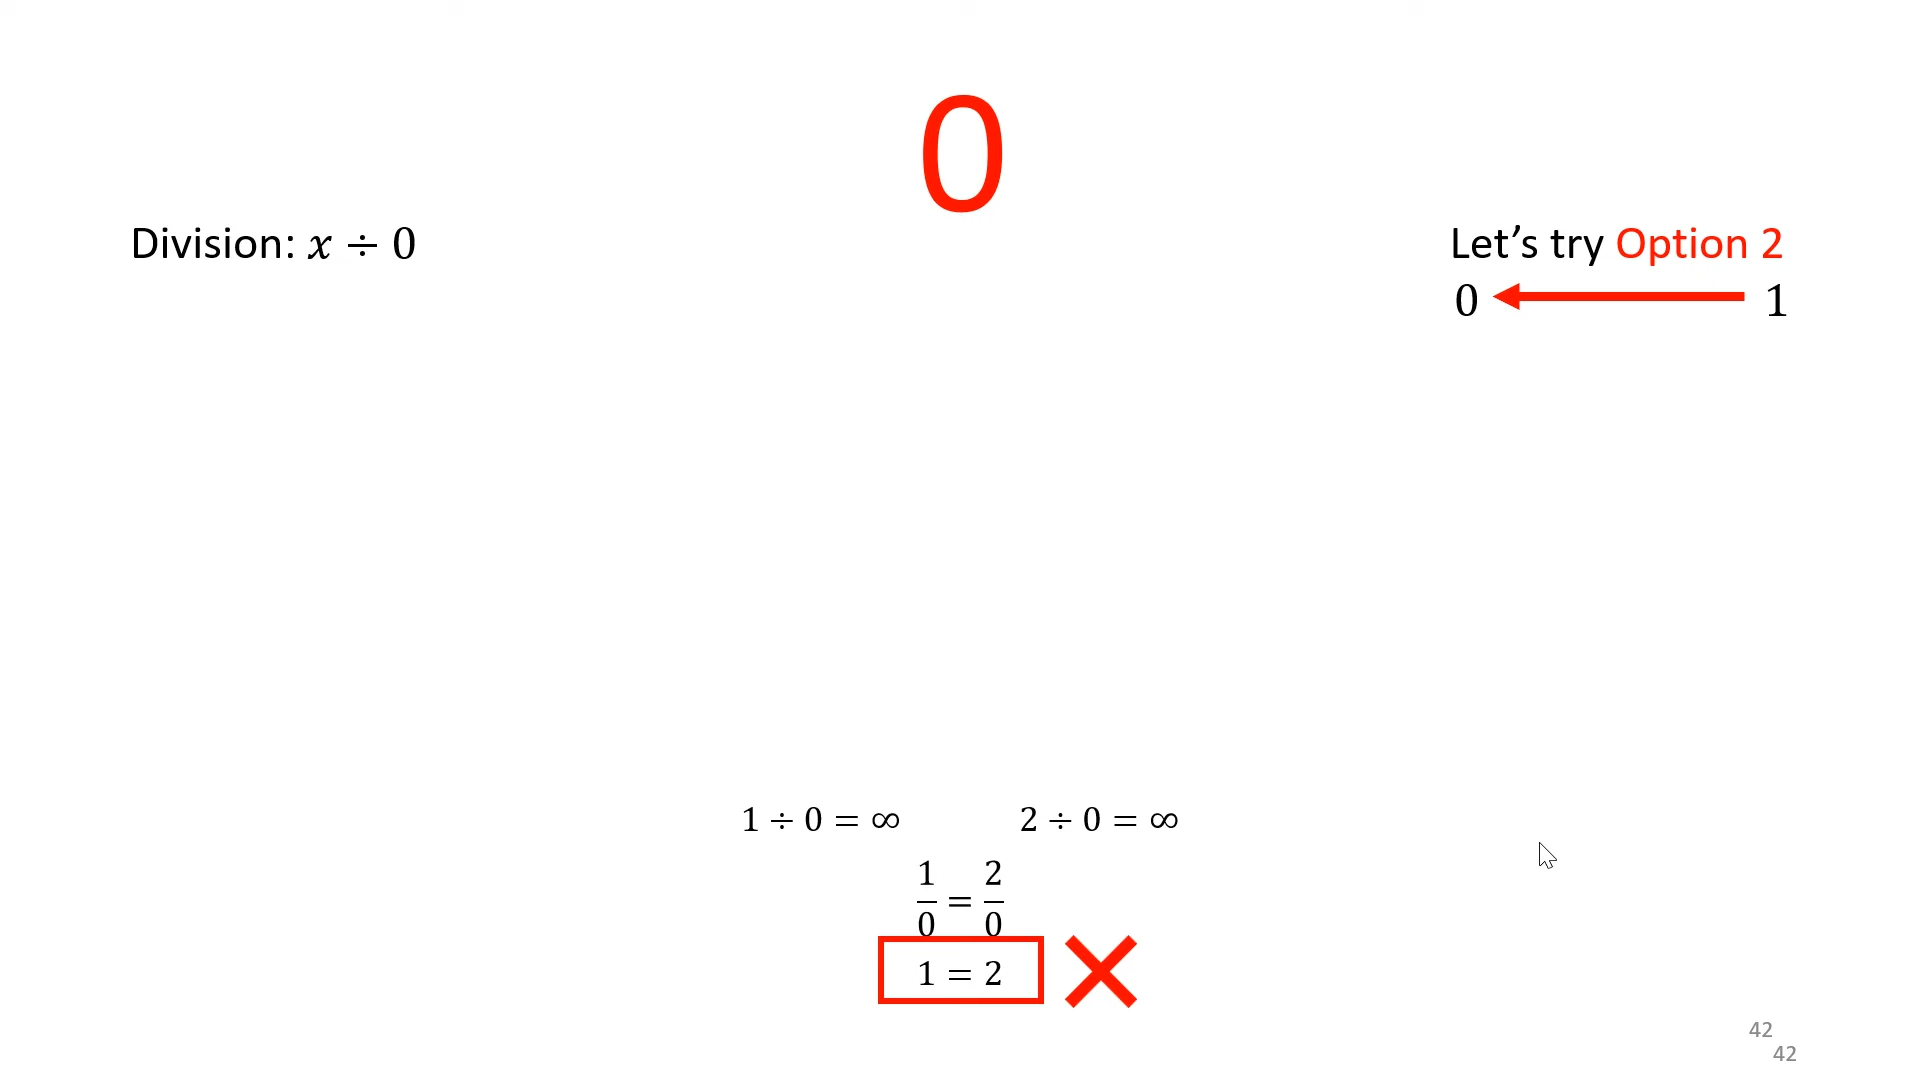 0
Division: 𝑥 ÷ 0
Let’s try Option 2
0 1
1 ÷ 0 = ∞ 2 ÷ 0 = ∞
1/0 = 2/0
1 = 2
42
42